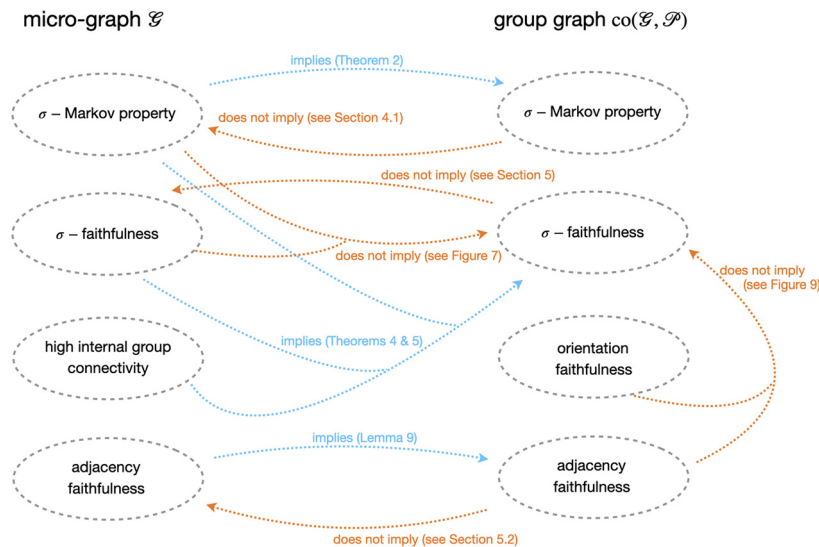 micro-graph 𝒢
group graph co(𝒢, 𝒫)
implies (Theorem 2)
σ – Markov property
σ – Markov property
does not imply (see Section 4.1)
does not imply (see Section 5)
σ – faithfulness
σ – faithfulness
does not imply (see Figure 7)
does not imply
(see Figure 9)
high internal group
connectivity
implies (Theorems 4 & 5)
orientation
faithfulness
implies (Lemma 9)
adjacency
faithfulness
adjacency
faithfulness
does not imply (see Section 5.2)